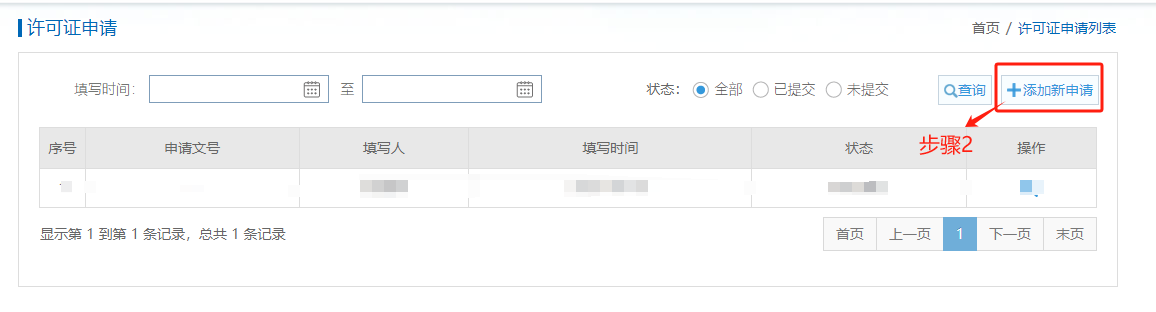 许可证申请
首页 / 许可证申请列表
填写时间: 至 状态: 全部 已提交 未提交 查询 添加新申请
步骤2
序号 申请文号 填写人 填写时间 状态 操作
显示第 1 到第 1 条记录，总共 1 条记录
首页 上一页 1 下一页 末页